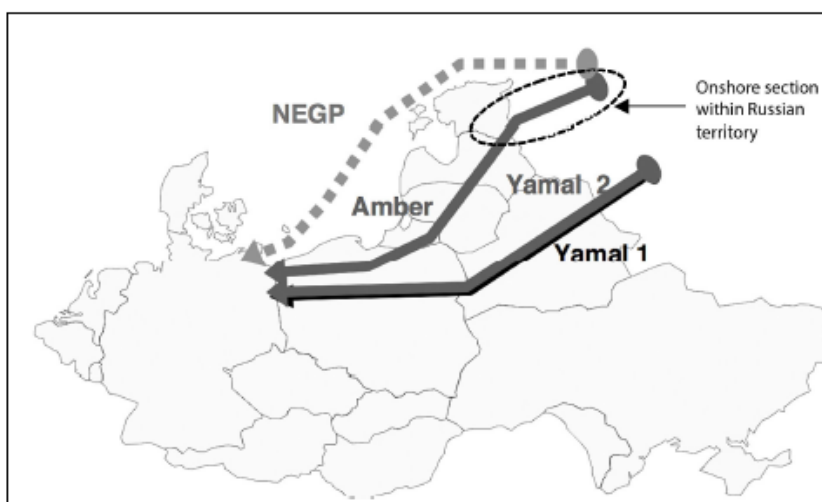 Onshore section
within Russian
territory
NEGP
Yamal 2
Amber
Yamal 1